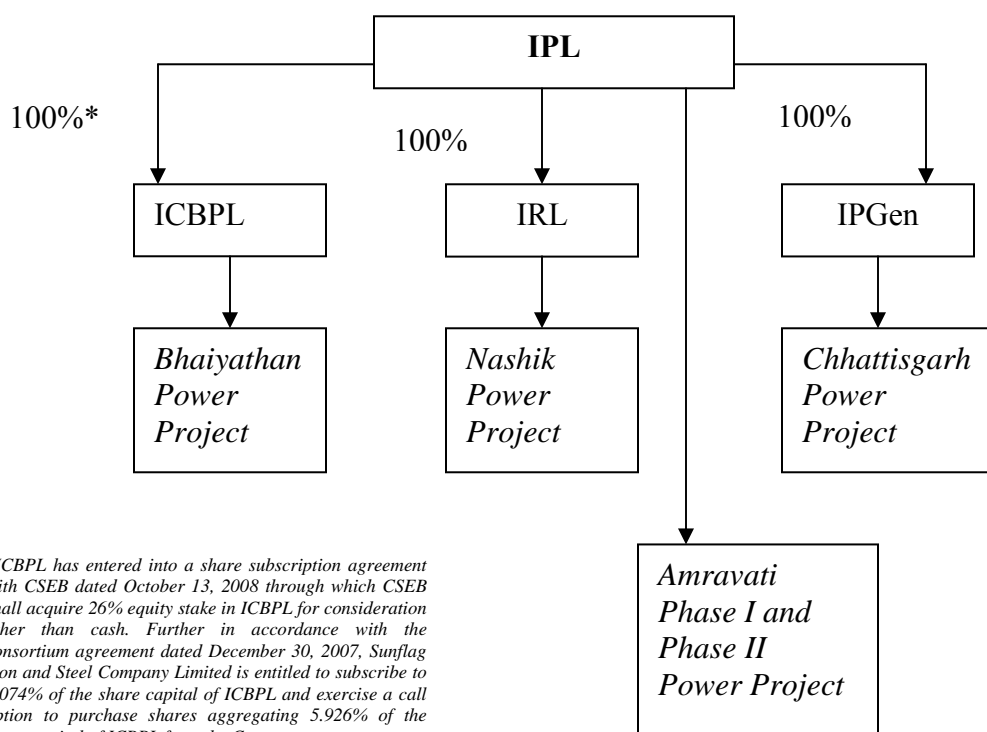 IPL
100%*
100%
100%
ICBPL
IRL
IPGen
Bhaiyathan
Power
Project
Nashik
Power
Project
Chhattisgarh
Power
Project
CBPL has entered into a share subscription agreement
ith CSEB dated October 13, 2008 through which CSEB
all acquire 26% equity stake in ICBPL for consideration
her than cash. Further in accordance with the
onsortium agreement dated December 30, 2007, Sunflag
on and Steel Company Limited is entitled to subscribe to
074% of the share capital of ICBPL and exercise a call
ption to purchase shares aggregating 5.926% of the
Amravati
Phase I and
Phase II
Power Project